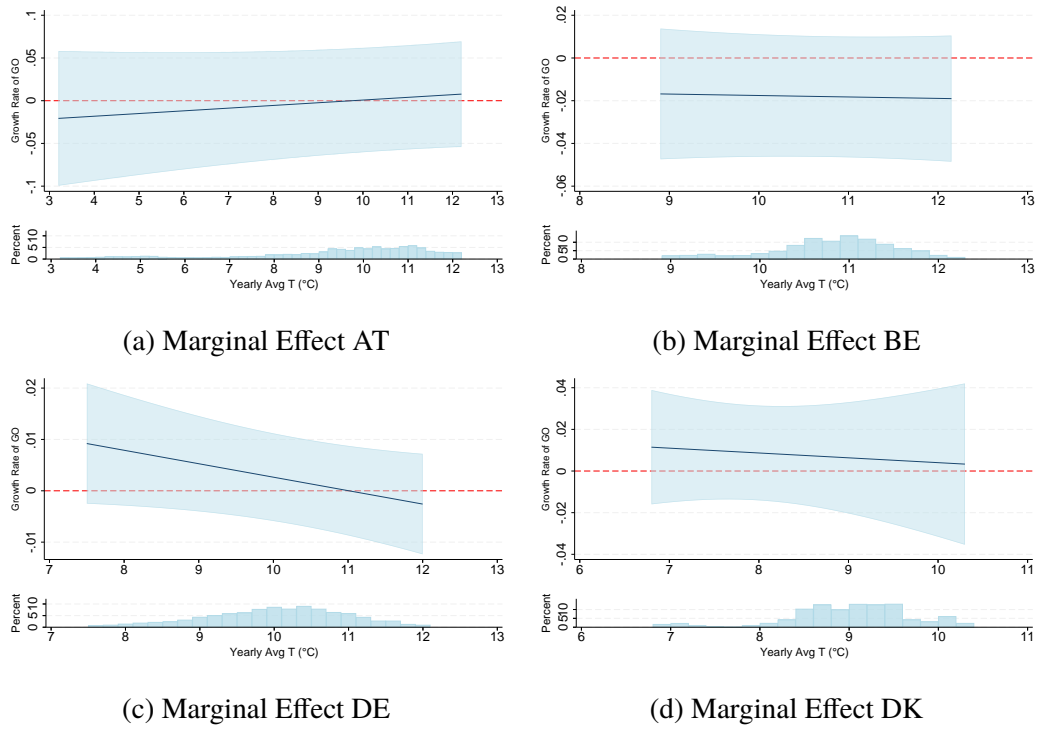 Growth Rate of GO
.1
.05
0
-.05
-.1
3 4 5 6 7 8 9 10 11 12 13
Percent
0 5 10
3 4 5 6 7 8 9 10 11 12 13
Yearly Avg T (°C)
(a) Marginal Effect AT
Growth Rate of GO
.02
0
-.02
-.04
-.06
8 9 10 11 12 13
Percent
0 5 10
8 9 10 11 12 13
Yearly Avg T (°C)
(b) Marginal Effect BE
Growth Rate of GO
.02
.01
0
-.01
7 8 9 10 11 12 13
Percent
0 5 10
7 8 9 10 11 12 13
Yearly Avg T (°C)
(c) Marginal Effect DE
Growth Rate of GO
.04
.02
0
-.02
-.04
6 7 8 9 10 11
Percent
0 5 10
6 7 8 9 10 11
Yearly Avg T (°C)
(d) Marginal Effect DK